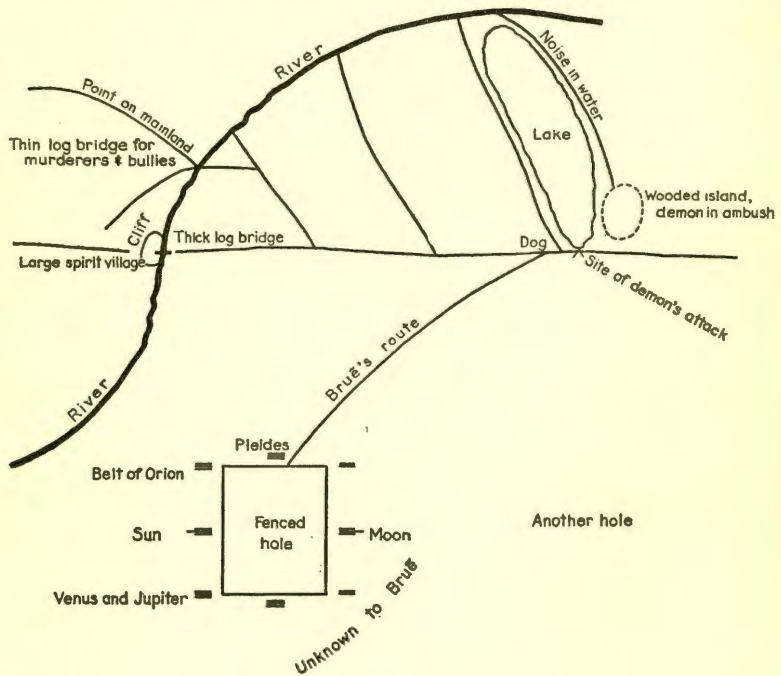 River
Noise in water
Point on mainland
Thin log bridge for
murderers & bullies
Lake
Wooded island,
demon in ambush
Cliff
Thick log bridge
Dog
Large spirit village
Site of demon's attack
River
Bruẽ's route
Pleides
Belt of Orion
Sun
Fenced
hole
Moon
Another hole
Venus and Jupiter
Unknown to Bruẽ